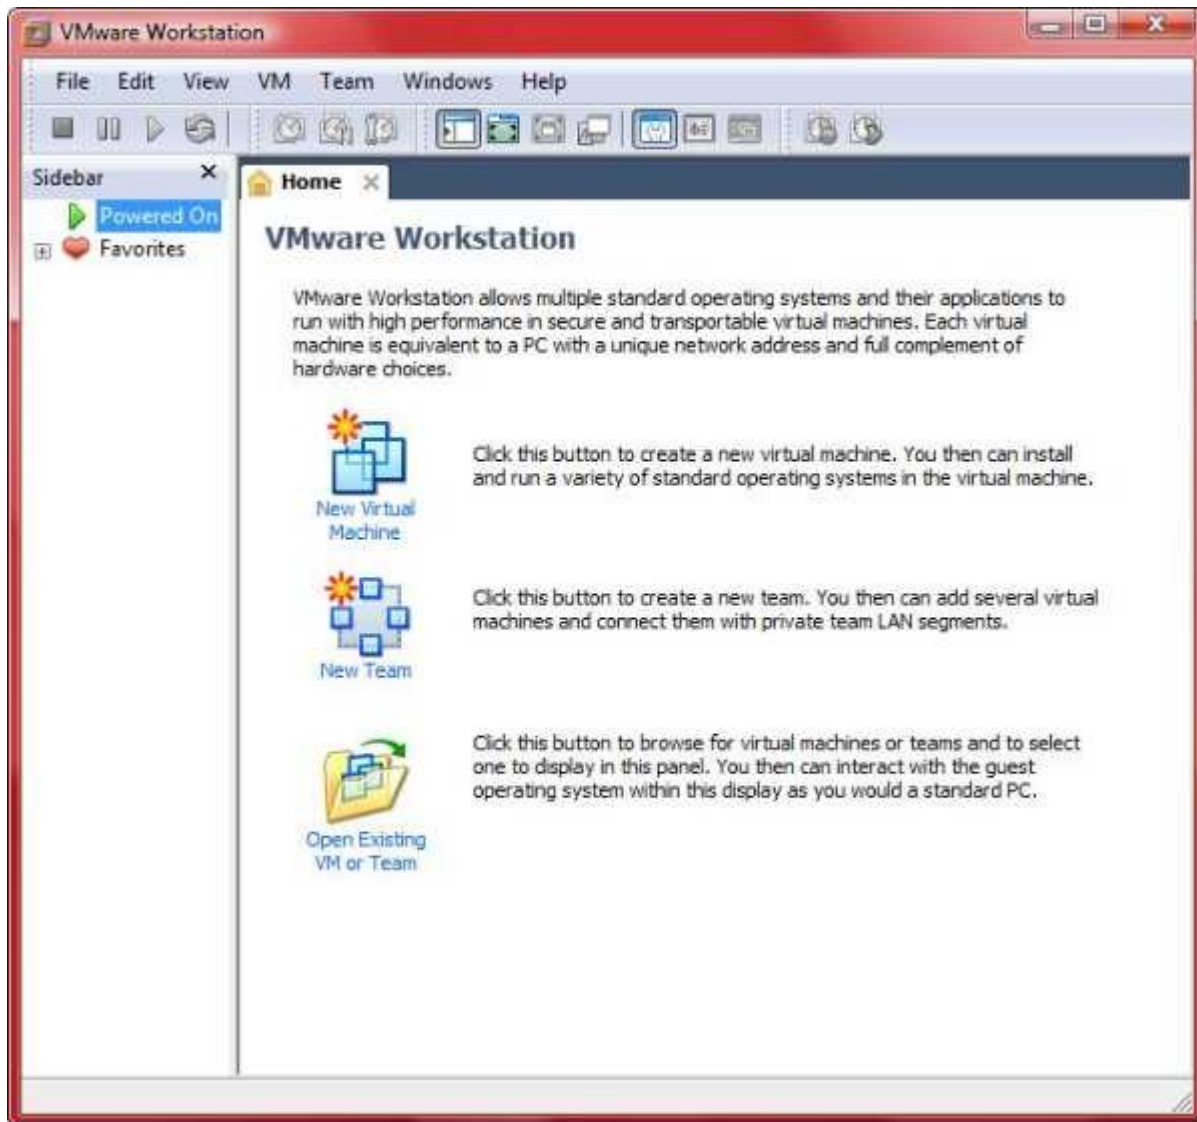 VMware Workstation
File Edit View VM Team Windows Help
Sidebar
Home
Powered On
Favorites
VMware Workstation
VMware Workstation allows multiple standard operating systems and their applications to
run with high performance in secure and transportable virtual machines. Each virtual
machine is equivalent to a PC with a unique network address and full complement of
hardware choices.
New Virtual
Machine
Click this button to create a new virtual machine. You then can install
and run a variety of standard operating systems in the virtual machine.
New Team
Click this button to create a new team. You then can add several virtual
machines and connect them with private team LAN segments.
Open Existing
VM or Team
Click this button to browse for virtual machines or teams and to select
one to display in this panel. You then can interact with the guest
operating system within this display as you would a standard PC.